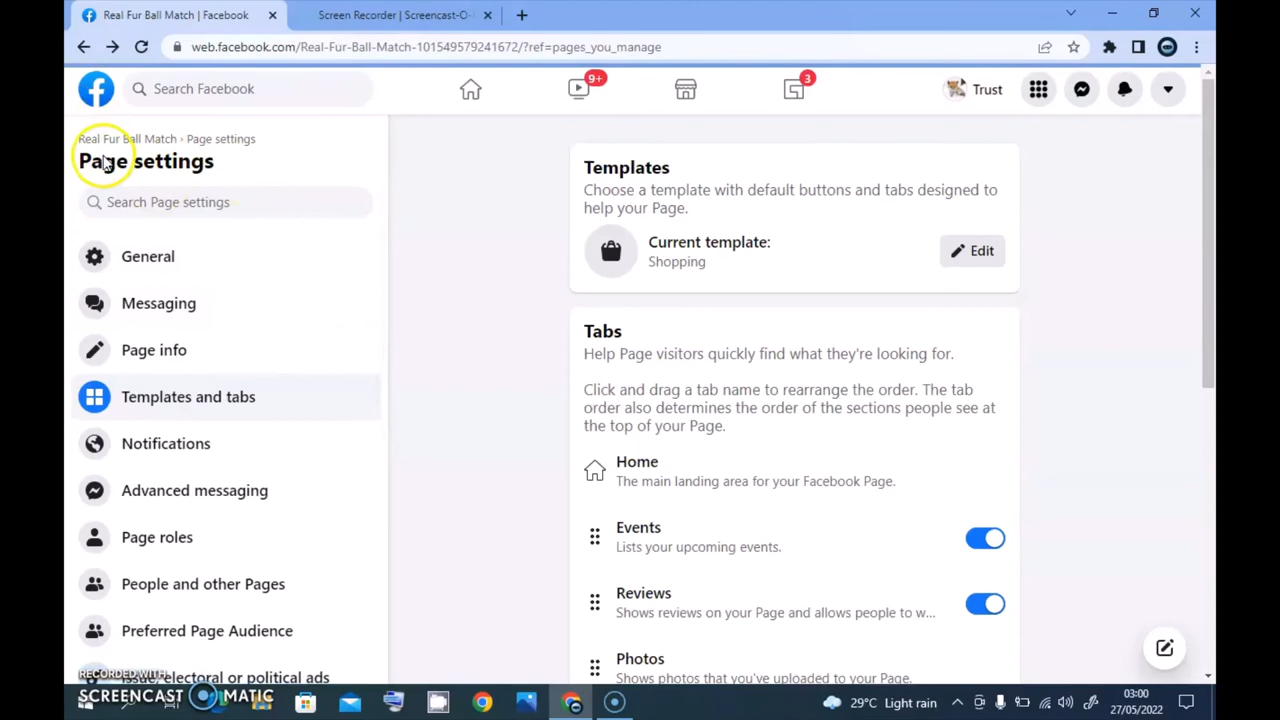 Real Fur Ball Match | Facebook
Screen Recorder | Screencast-O-
web.facebook.com/Real-Fur-Ball-Match-101549579241672/?ref=pages_you_manage
Search Facebook
9+
3
Trust
Real Fur Ball Match › Page settings
Page settings
Search Page settings
General
Messaging
Page info
Templates and tabs
Notifications
Advanced messaging
Page roles
People and other Pages
Preferred Page Audience
Issue, electoral or political ads
Templates
Choose a template with default buttons and tabs designed to
help your Page.
Current template:
Shopping
Edit
Tabs
Help Page visitors quickly find what they're looking for.
Click and drag a tab name to rearrange the order. The tab
order also determines the order of the sections people see at
the top of your Page.
Home
The main landing area for your Facebook Page.
Events
Lists your upcoming events.
Reviews
Shows reviews on your Page and allows people to w...
Photos
Shows photos that you've uploaded to your Page.
RECORDED WITH
SCREENCAST MATIC
29°C Light rain
03:00
27/05/2022